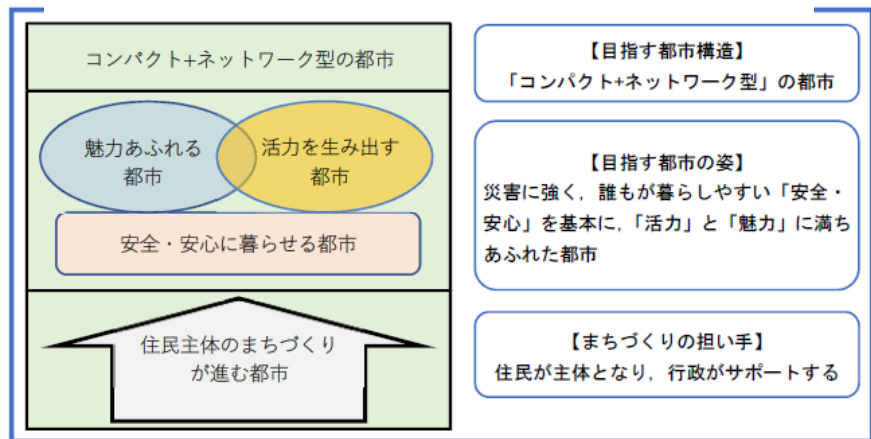 コンパクト+ネットワーク型の都市
魅力あふれる
都市
活力を生み出す
都市
安全・安心に暮らせる都市
住民主体のまちづくり
が進む都市
【目指す都市構造】
「コンパクト+ネットワーク型」の都市
【目指す都市の姿】
災害に強く，誰もが暮らしやすい「安全・
安心」を基本に，「活力」と「魅力」に満ち
あふれた都市
【まちづくりの担い手】
住民が主体となり，行政がサポートする